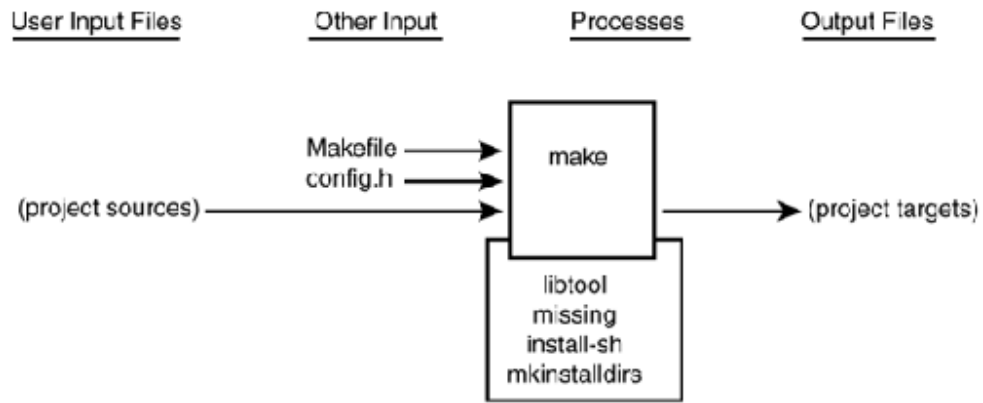 User Input Files Other Input Processes Output Files
Makefile
config.h
make
(project sources)
(project targets)
libtool
missing
install-sh
mkinstalldirs